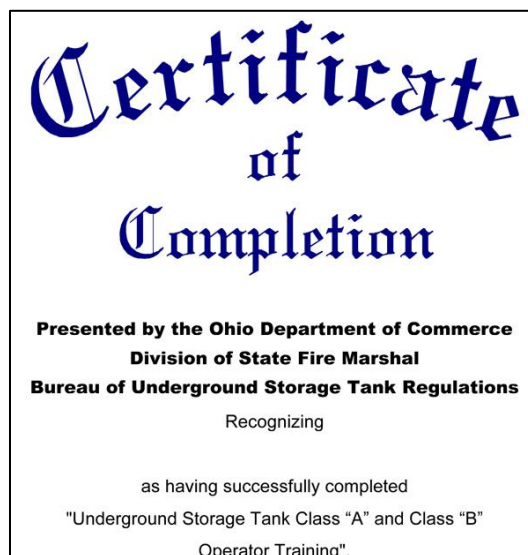 Certificate
of
Completion
Presented by the Ohio Department of Commerce
Division of State Fire Marshal
Bureau of Underground Storage Tank Regulations
Recognizing
as having successfully completed
"Underground Storage Tank Class “A” and Class “B”
Operator Training".